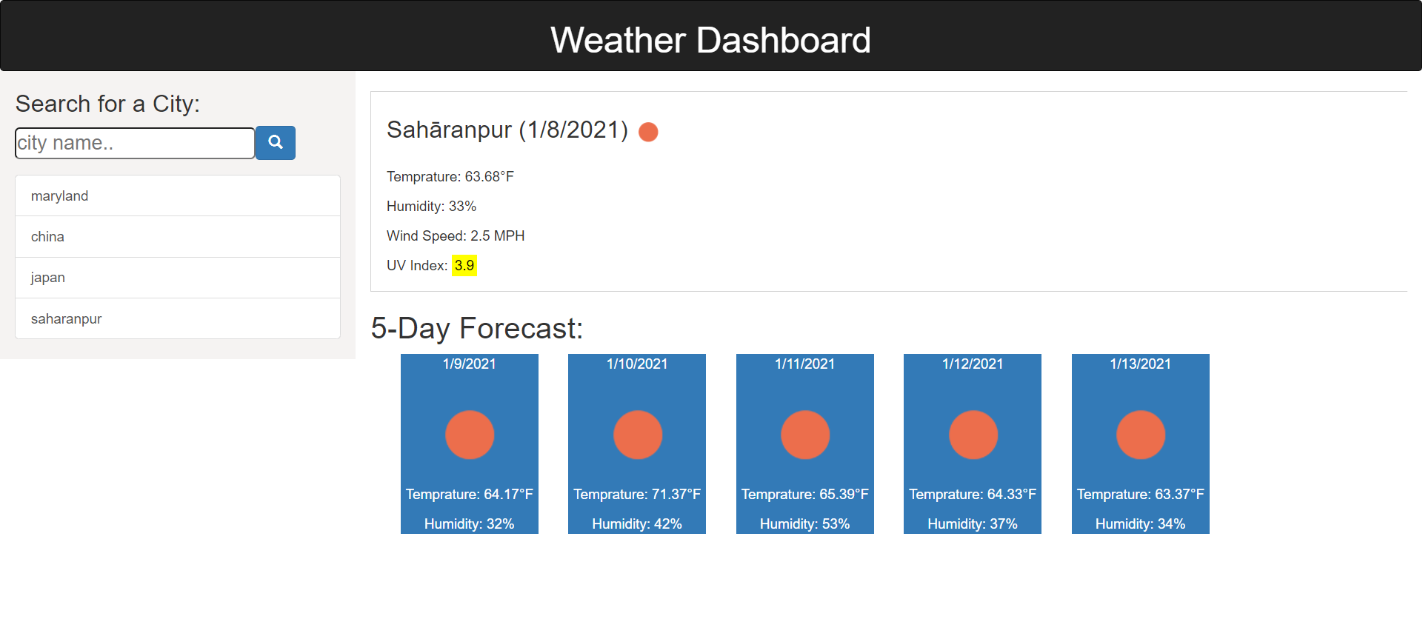 Weather Dashboard
Search for a City:
city name..
maryland
china
japan
saharanpur
Sahāranpur (1/8/2021)
Temprature: 63.68°F
Humidity: 33%
Wind Speed: 2.5 MPH
UV Index: 3.9
5-Day Forecast:
1/9/2021
Temprature: 64.17°F
Humidity: 32%
1/10/2021
Temprature: 71.37°F
Humidity: 42%
1/11/2021
Temprature: 65.39°F
Humidity: 53%
1/12/2021
Temprature: 64.33°F
Humidity: 37%
1/13/2021
Temprature: 63.37°F
Humidity: 34%